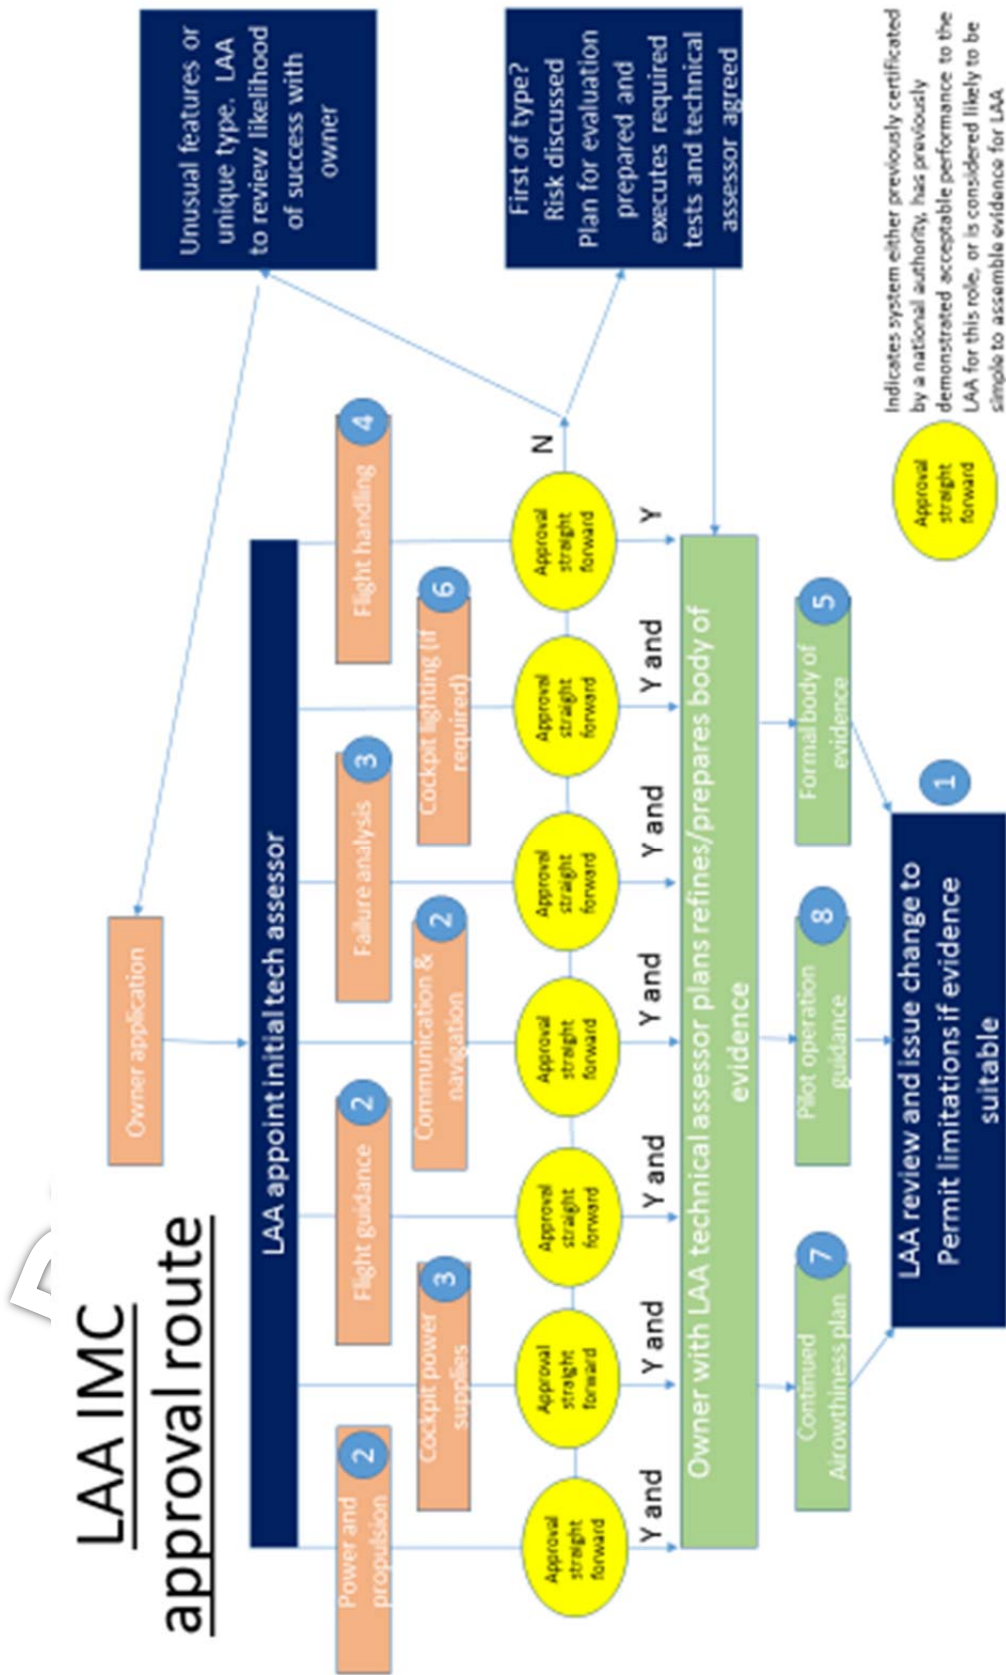 LAA IMC
approval route
Owner application
Unusual features or
unique type. LAA
to review likelihood
of success with
owner
LAA appoint initial tech assessor
Power and
propulsion
2
Cockpit power
supplies
3
Flight guidance
2
Communication &
navigation
2
Failure analysis
3
Cockpit lighting (if
required)
6
Flight handling
4
Approval
straight
forward
Approval
straight
forward
Approval
straight
forward
Approval
straight
forward
Approval
straight
forward
Approval
straight
forward
Approval
straight
forward
N
First of type?
Risk discussed
Plan for evaluation
prepared and
executes required
tests and technical
assessor agreed
Y and
Y and
Y and
Y and
Y and
Y and
Y
Owner with LAA technical assessor plans refines/prepares body of
evidence
Continued
Airowthiness plan
7
Pilot operation
guidance
8
Formal body of
evidence
5
LAA review and issue change to
Permit limitations if evidence
suitable
1
Approval
straight
forward
Indicates system either previously certificated
by a national authority, has previously
demonstrated acceptable performance to the
LAA for this role, or is considered likely to be
simple to assemble evidence for LAA